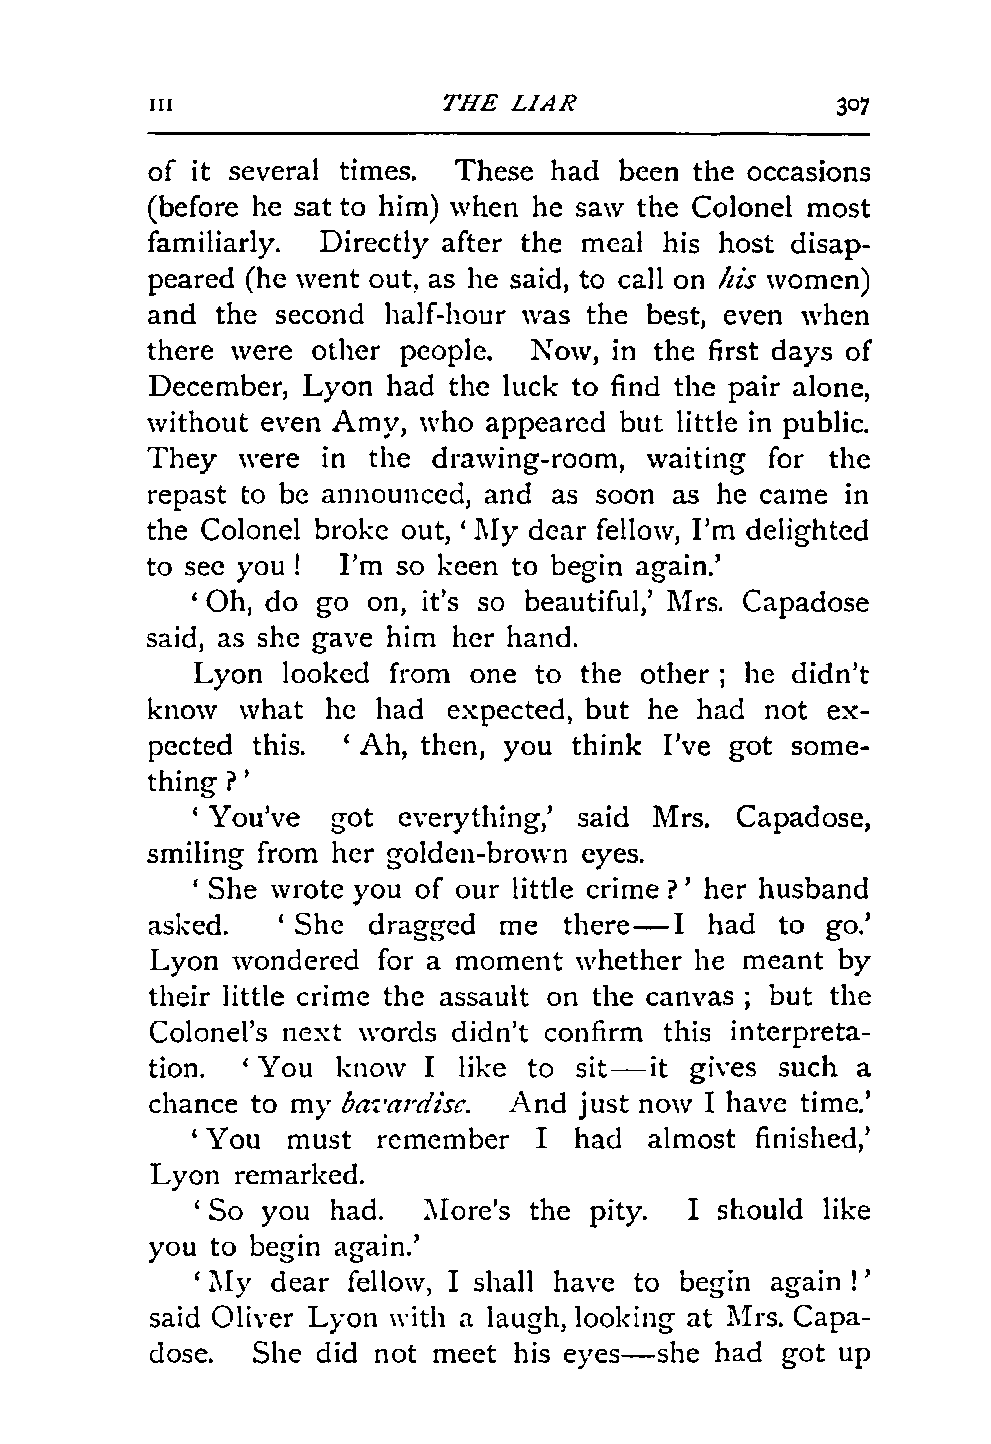 III THE LIAR 307
of it several times. These had been the occasions
(before he sat to him) when he saw the Colonel most
familiarly. Directly after the meal his host disap-
peared (he went out, as he said, to call on his women)
and the second half-hour was the best, even when
there were other people. Now, in the first days of
December, Lyon had the luck to find the pair alone,
without even Amy, who appeared but little in public.
They were in the drawing-room, waiting for the
repast to be announced, and as soon as he came in
the Colonel broke out, ‘My dear fellow, I’m delighted
to see you! I’m so keen to begin again.’
‘Oh, do go on, it’s so beautiful,’ Mrs. Capadose
said, as she gave him her hand.
Lyon looked from one to the other; he didn’t
know what he had expected, but he had not ex-
pected this. ‘Ah, then, you think I’ve got some-
thing?’
‘You’ve got everything,’ said Mrs. Capadose,
smiling from her golden-brown eyes.
‘She wrote you of our little crime?’ her husband
asked. ‘She dragged me there—I had to go.’
Lyon wondered for a moment whether he meant by
their little crime the assault on the canvas; but the
Colonel’s next words didn’t confirm this interpreta-
tion. ‘You know I like to sit—it gives such a
chance to my bavardise. And just now I have time.’
‘You must remember I had almost finished,’
Lyon remarked.
‘So you had. More’s the pity. I should like
you to begin again.’
‘My dear fellow, I shall have to begin again!’
said Oliver Lyon with a laugh, looking at Mrs. Capa-
dose. She did not meet his eyes—she had got up